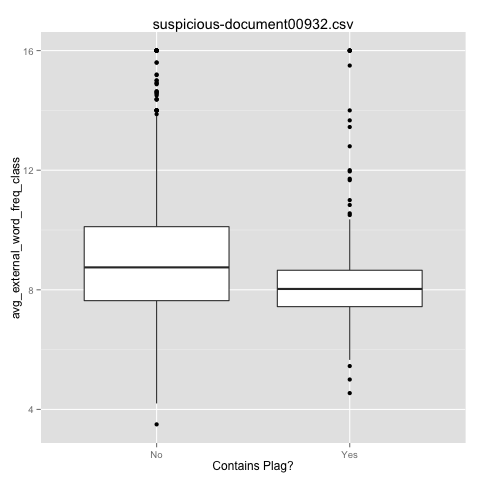 suspicious-document00932.csv
avg_external_word_freq_class
16
12
8
4
No Yes
Contains Plag?